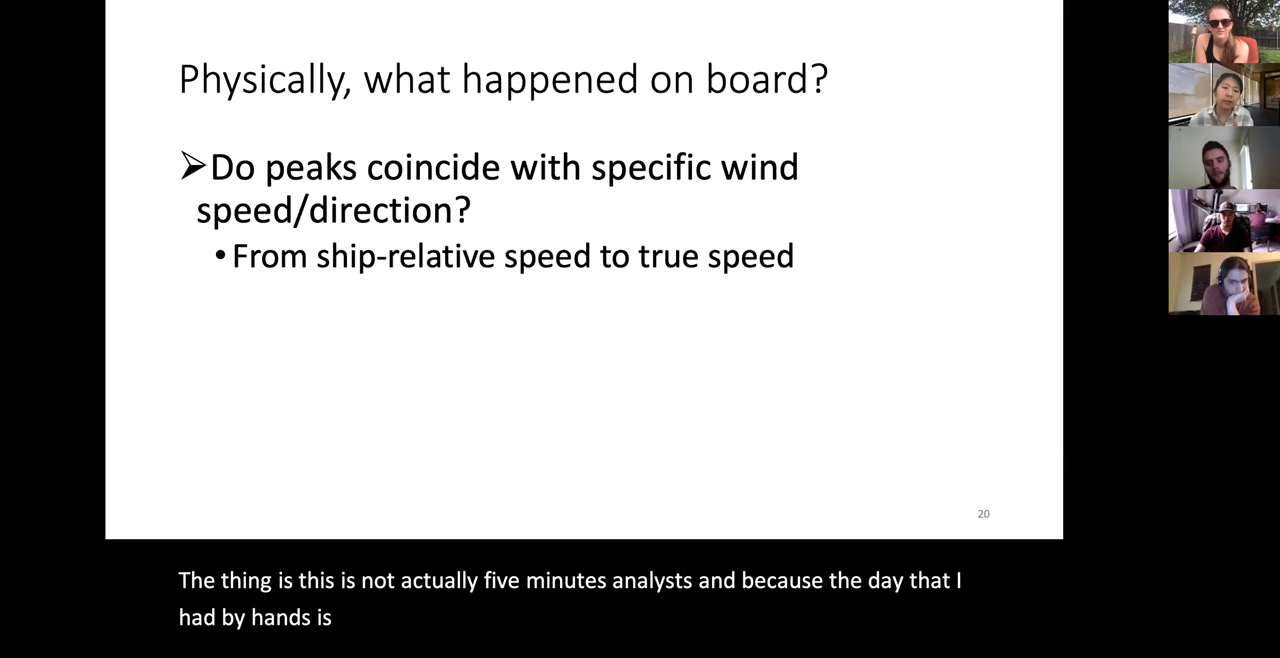 Physically, what happened on board?
➢Do peaks coincide with specific wind
speed/direction?
•From ship-relative speed to true speed
20
The thing is this is not actually five minutes analysts and because the day that I
had by hands is